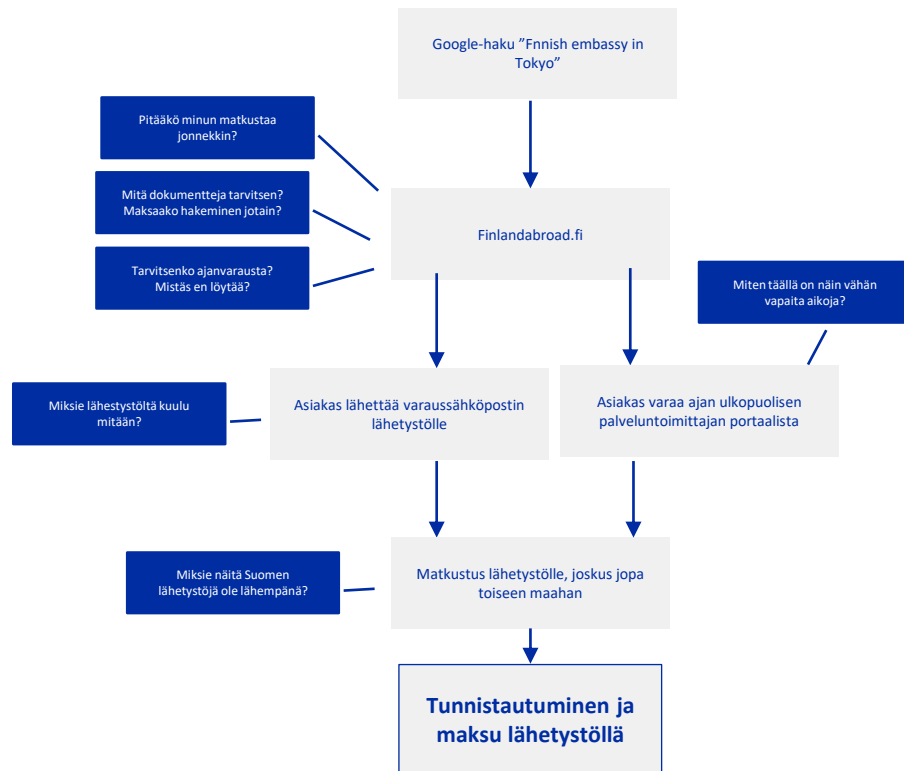 Google-haku ”Fnnish embassy in
Tokyo”
Pitääkö minun matkustaa
jonnekkin?
Mitä dokumentteja tarvitsen?
Maksaako hakeminen jotain?
Finlandabroad.fi
Tarvitsenko ajanvarausta?
Mistäs en löytää?
Miten täällä on näin vähän
vapaita aikoja?
Miksie lähestystöltä kuulu
mitään?
Asiakas lähettää varaussähköpostin
lähetystölle
Asiakas varaa ajan ulkopuolisen
palveluntoimittajan portaalista
Miksie näitä Suomen
lähetystöjä ole lähempänä?
Matkustus lähetystölle, joskus jopa
toiseen maahan
Tunnistautuminen ja
maksu lähetystöllä